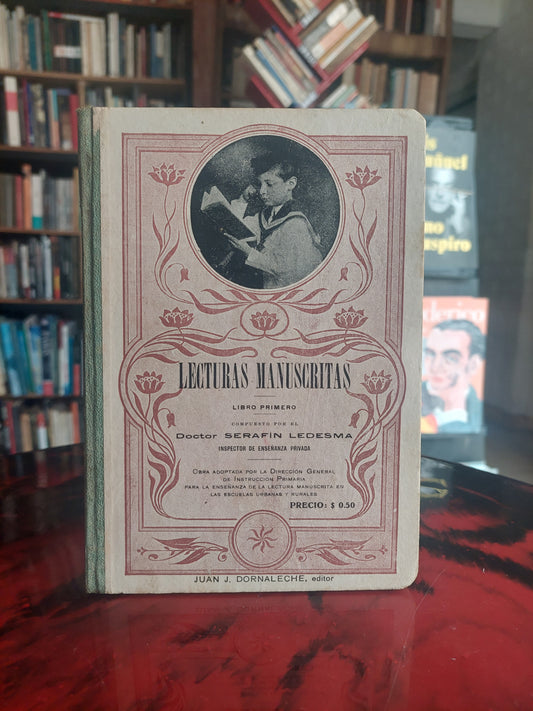 LECTURAS MANUSCRITAS
LIBRO PRIMERO
COMPUESTO POR EL
Doctor SERAFÍN LEDESMA
INSPECTOR DE ENSEÑANZA PRIVADA
OBRA ADOPTADA POR LA DIRECCIÓN GENERAL
DE INSTRUCCIÓN PRIMARIA
PARA LA ENSEÑANZA DE LA LECTURA MANUSCRITA EN
LAS ESCUELAS URBANAS Y RURALES
PRECIO: $ 0.50
JUAN J. DORNALECHE, editor